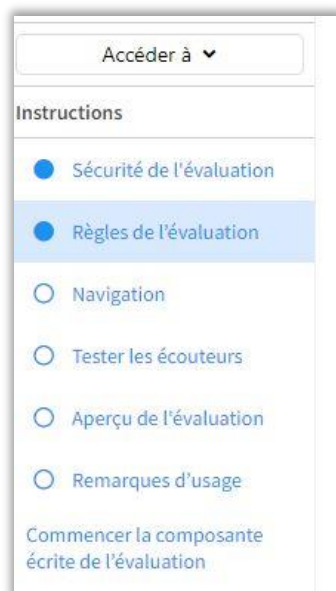 Accéder à
Instructions
Sécurité de l'évaluation
Règles de l’évaluation
Navigation
Tester les écouteurs
Aperçu de l'évaluation
Remarques d’usage
Commencer la composante
écrite de l’évaluation